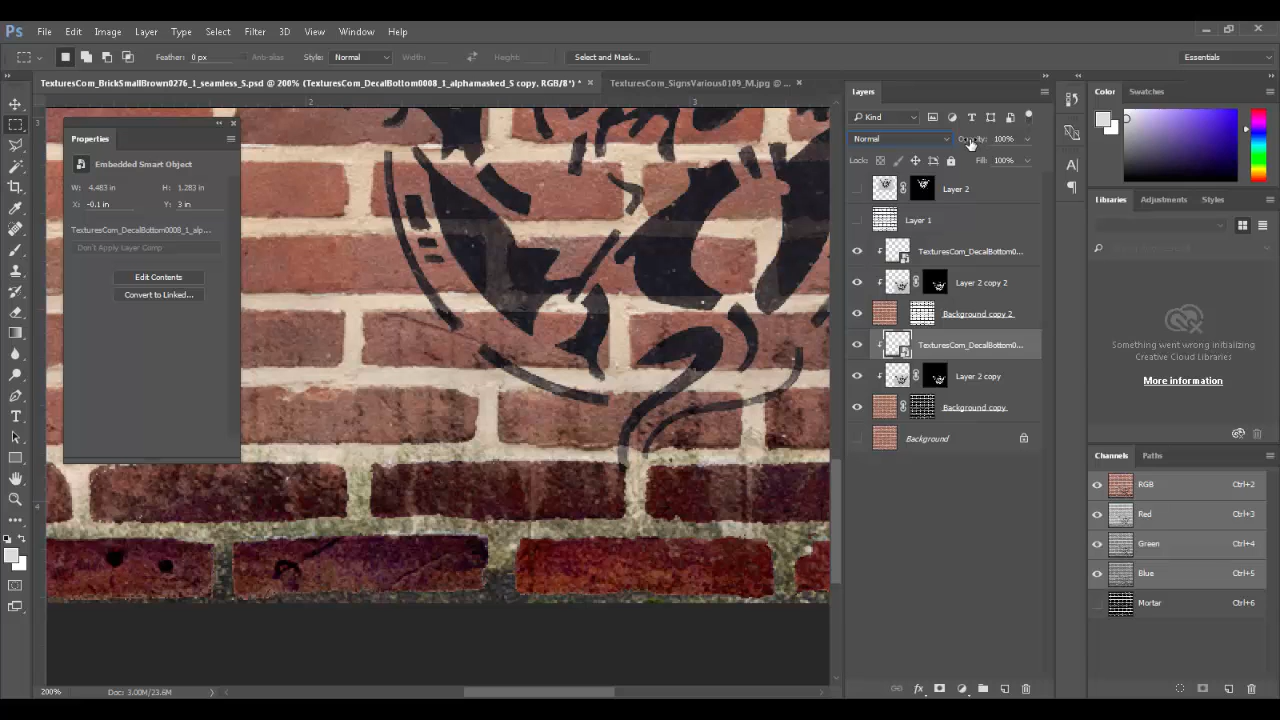 Ps File Edit Image Layer Type Select Filter 3D View Window Help
Feather: 0 px Anti-alias Style: Normal Width: Height: Select and Mask... Essentials
TexturesCom_BrickSmallBrown0276_1_seamless_S.psd @ 200% (TexturesCom_DecalBottom0008_1_alphamasked_S copy, RGB/8*) * × TexturesCom_SignsVarious0109_M.jpg @ ... ×
2 3
3
4
Properties
Embedded Smart Object
W: 4.483 in H: 1.283 in
X: -0.1 in Y: 3 in
TexturesCom_DecalBottom0008_1_alp...
Don't Apply Layer Comp
Edit Contents
Convert to Linked...
Layers
Kind
Normal Opacity: 100%
Lock: Fill: 100%
Layer 2
Layer 1
TexturesCom_DecalBottom0...
Layer 2 copy 2
Background copy 2
TexturesCom_DecalBottom0...
Layer 2 copy
Background copy
Background
fx
Color Swatches
Libraries Adjustments Styles
Something went wrong initializing
Creative Cloud Libraries
More information
Channels Paths
RGB Ctrl+2
Red Ctrl+3
Green Ctrl+4
Blue Ctrl+5
Mortar Ctrl+6
200% Doc: 3.00M/23.6M